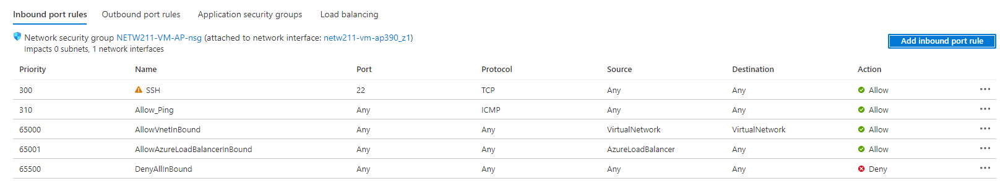 Inbound port rules Outbound port rules Application security groups Load balancing
Network security group NETW211-VM-AP-nsg (attached to network interface: netw211-vm-ap390_z1)
Impacts 0 subnets, 1 network interfaces
Add inbound port rule
Priority Name Port Protocol Source Destination Action
300 SSH 22 TCP Any Any Allow ...
310 Allow_Ping Any ICMP Any Any Allow ...
65000 AllowVnetInBound Any Any VirtualNetwork VirtualNetwork Allow ...
65001 AllowAzureLoadBalancerInBound Any Any AzureLoadBalancer Any Allow ...
65500 DenyAllInBound Any Any Any Any Deny ...